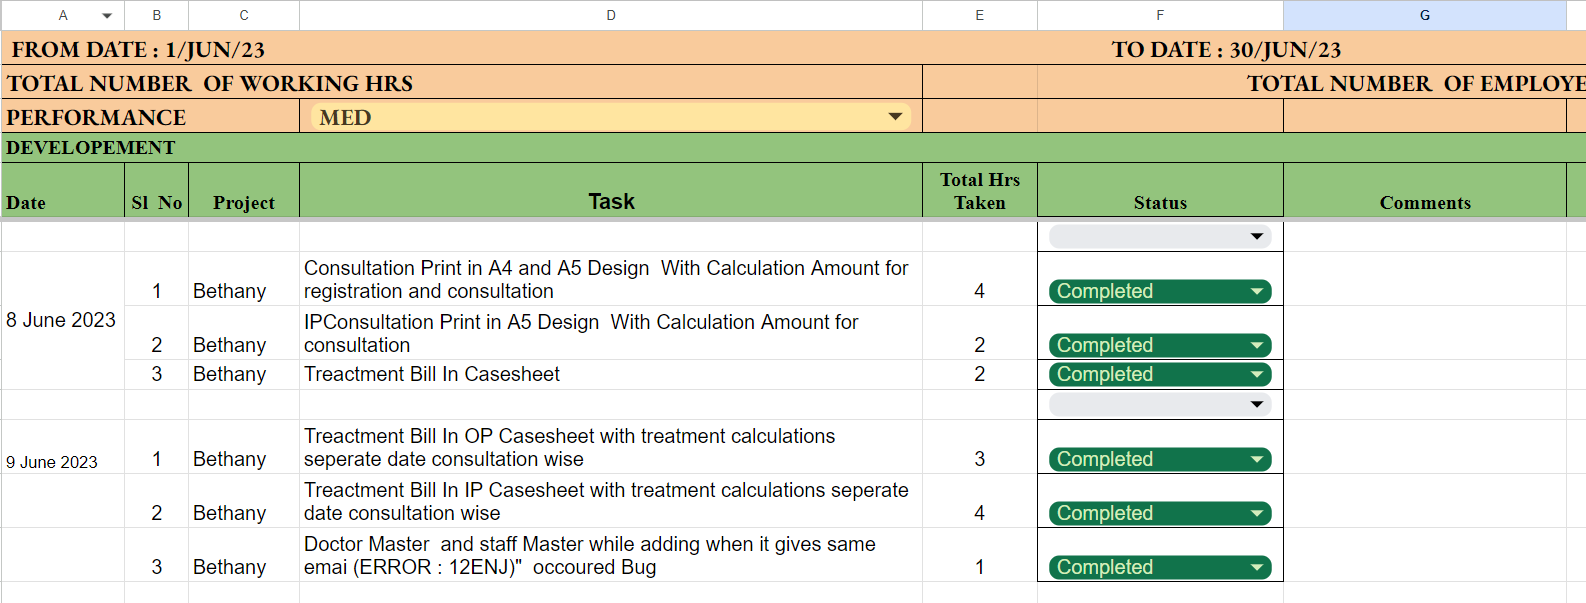 A B C D E F G
FROM DATE : 1/JUN/23 TO DATE : 30/JUN/23
TOTAL NUMBER OF WORKING HRS TOTAL NUMBER OF EMPLOYE
PERFORMANCE MED
DEVELOPEMENT
Date Sl No Project Task Total Hrs Taken Status Comments
8 June 2023
1 Bethany Consultation Print in A4 and A5 Design With Calculation Amount for
registration and consultation 4 Completed
2 Bethany IPConsultation Print in A5 Design With Calculation Amount for
consultation 2 Completed
3 Bethany Treactment Bill In Casesheet 2 Completed
9 June 2023 1 Bethany Treactment Bill In OP Casesheet with treatment calculations
seperate date consultation wise 3 Completed
2 Bethany Treactment Bill In IP Casesheet with treatment calculations seperate
date consultation wise 4 Completed
3 Bethany Doctor Master and staff Master while adding when it gives same
emai (ERROR : 12ENJ)" occoured Bug 1 Completed